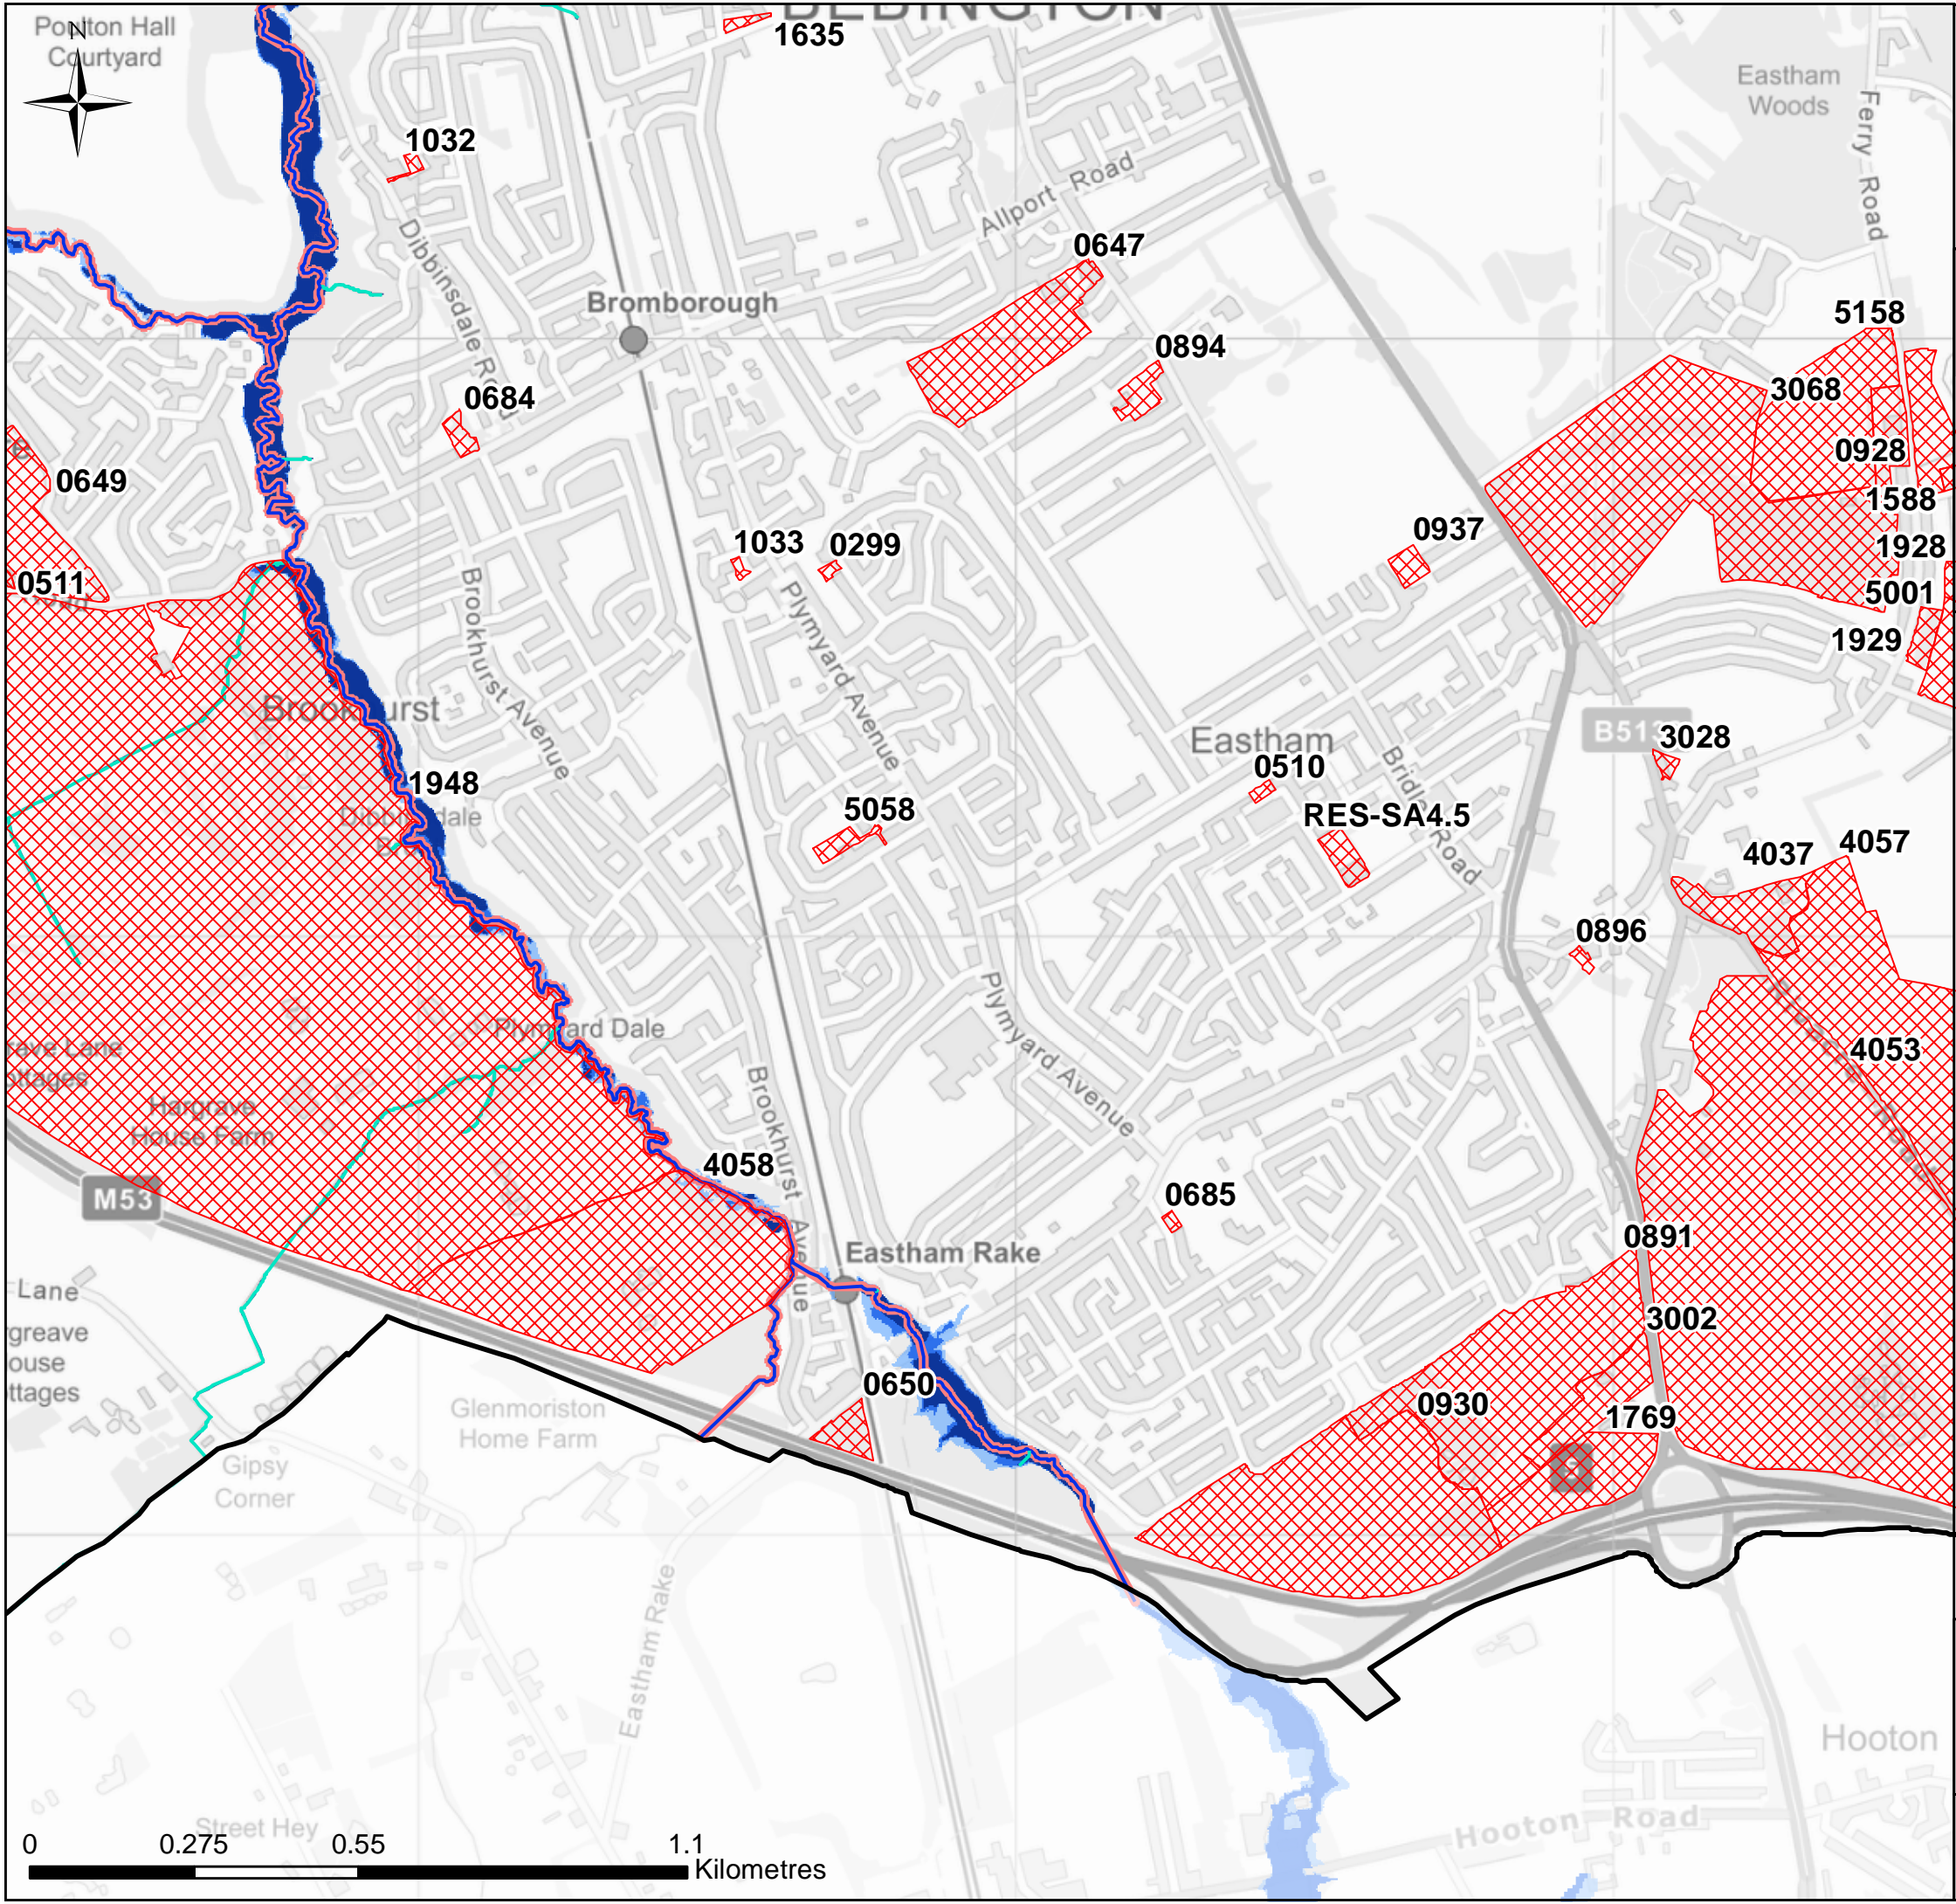 BEBINGTON
1635
Poulton Hall
Courtyard
N
Eastham
Woods
Ferry Road
1032
Allport Road
0647
Dibbinsdale Road
Bromborough
5158
0894
3068
0684
0928
0649
1588
1033
0299
0937
1928
0511
5001
Plymyard Avenue
Brookhurst Avenue
1929
Brookhurst
Eastham
3028
0510
1948
Bridle Road
5058
RES-SA4.5
4057
4037
0896
Plymyard Avenue
Plymyard Dale
4053
Hargrave
House Farm
Brookhurst Avenue
4058
M53
0685
0891
Eastham Rake
Lane
3002
0650
0930
1769
Glenmoriston
Home Farm
Gipsy
Corner
5
Eastham Rake
Hooton
Street Hey
Hooton Road
0 0.275 0.55 1.1
Kilometres